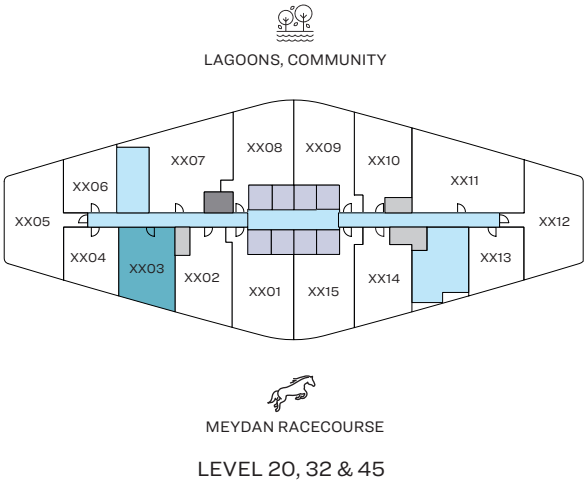 LAGOONS, COMMUNITY
XX08 XX09
XX07 XX10
XX06 XX11
XX05 XX12
XX04 XX03 XX13
XX02 XX14
XX01 XX15
MEYDAN RACECOURSE
LEVEL 20, 32 & 45